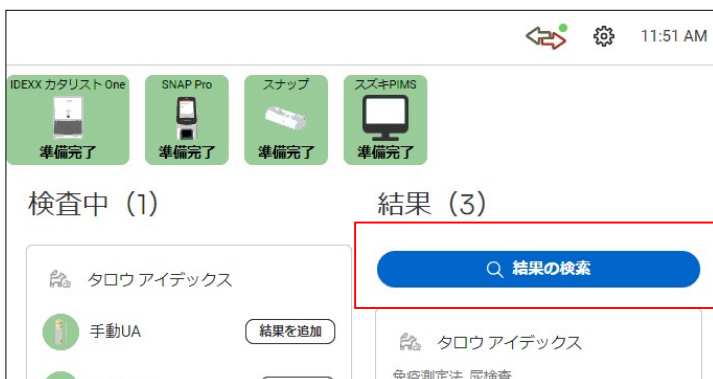 11:51 AM
IDEXX カタリスト One
準備完了
SNAP Pro
準備完了
スナップ
準備完了
スズキPIMS
準備完了
検査中 (1)
タロウ アイデックス
手動UA
結果を追加
結果 (3)
結果の検索
タロウ アイデックス
免疫測定法 尿検査